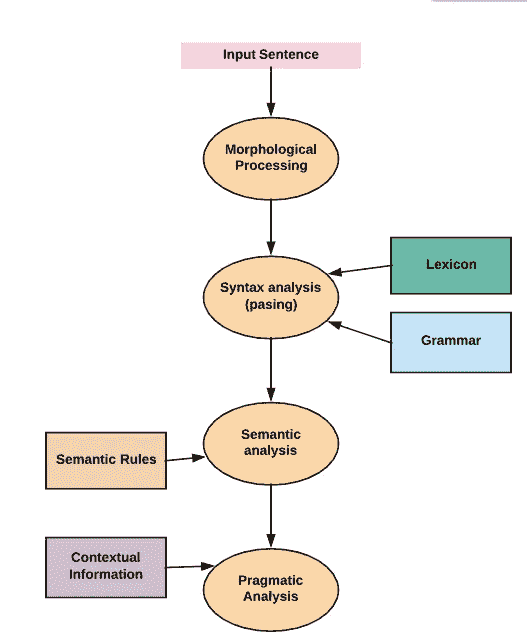 Input Sentence
Morphological
Processing
Syntax analysis
(pasing)
Lexicon
Grammar
Semantic
analysis
Semantic Rules
Contextual
Information
Pragmatic
Analysis